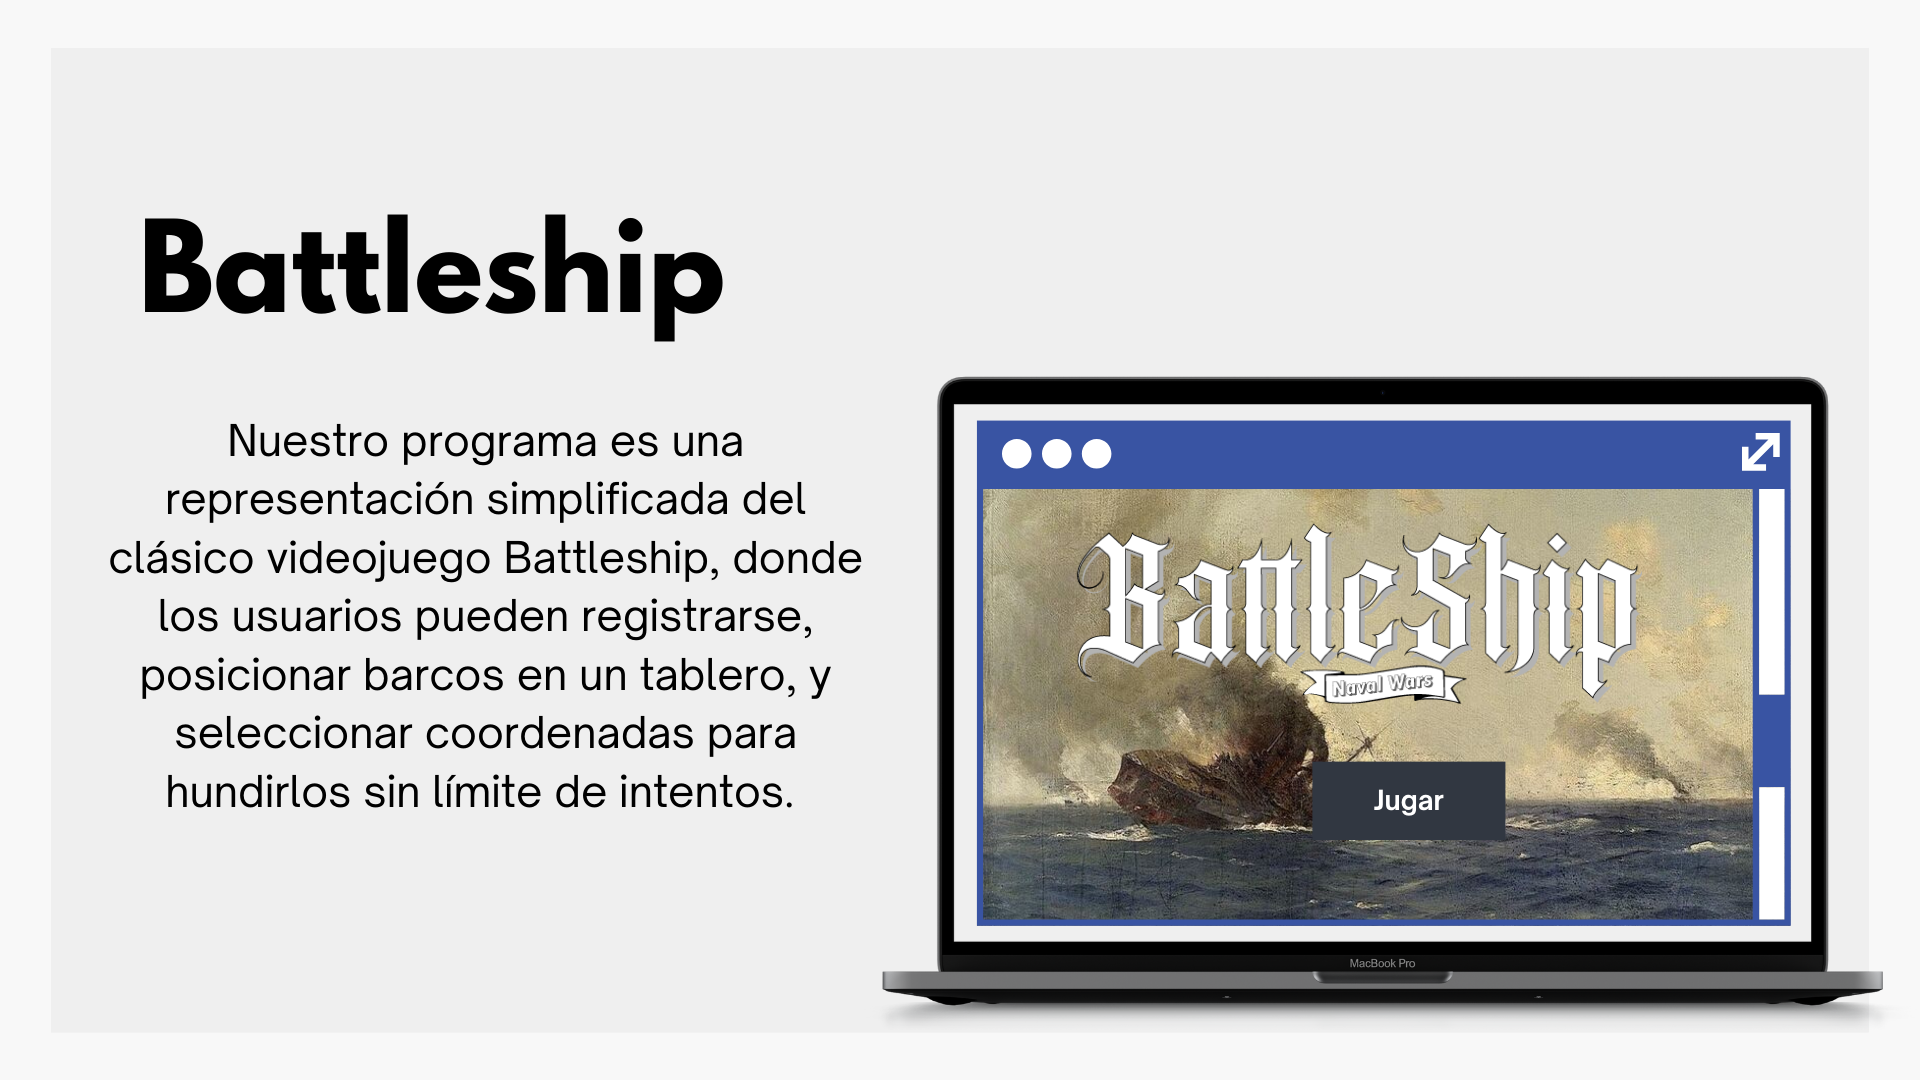 Battleship
Nuestro programa es una
representación simplificada del
clásico videojuego Battleship, donde
los usuarios pueden registrarse,
posicionar barcos en un tablero, y
seleccionar coordenadas para
hundirlos sin límite de intentos.
BattleShip
Naval Wars
Jugar
MacBook Pro